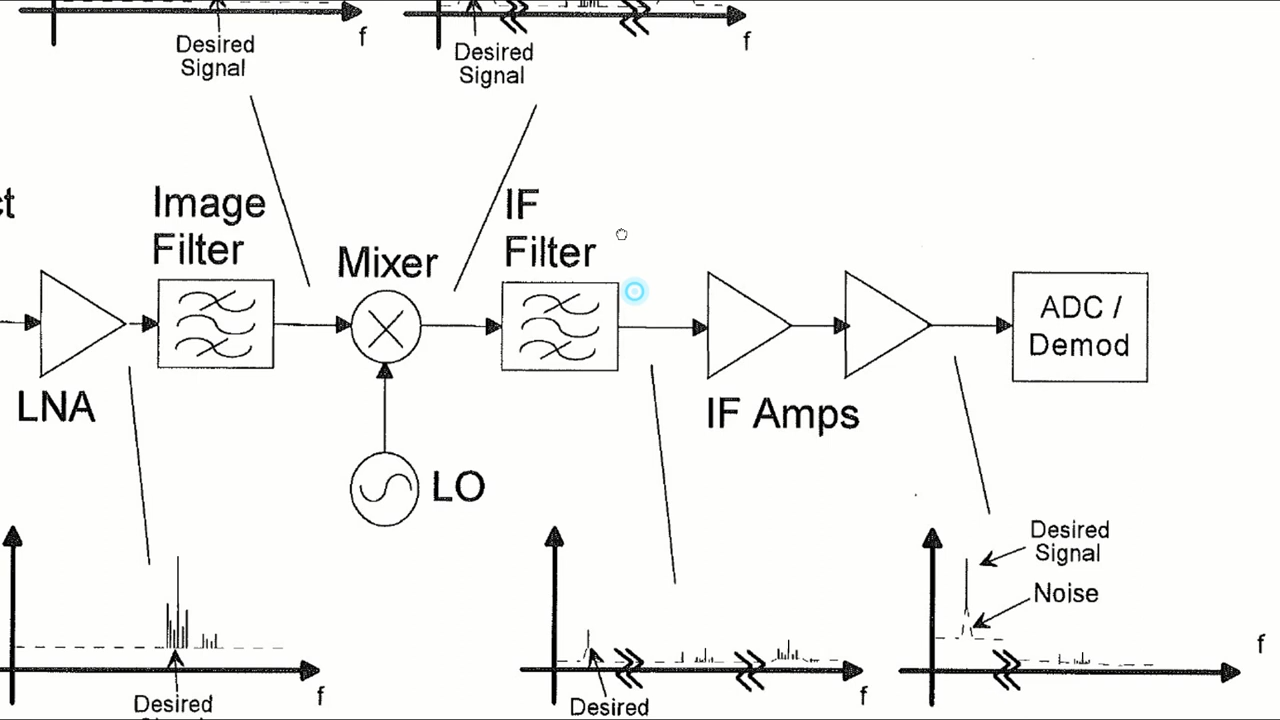 f
Desired
Signal
f
Desired
Signal
ct
Image
Filter
Mixer
IF
Filter
LNA
LO
IF Amps
ADC /
Demod
f
Desired
f
Desired
Desired
Signal
Noise
f